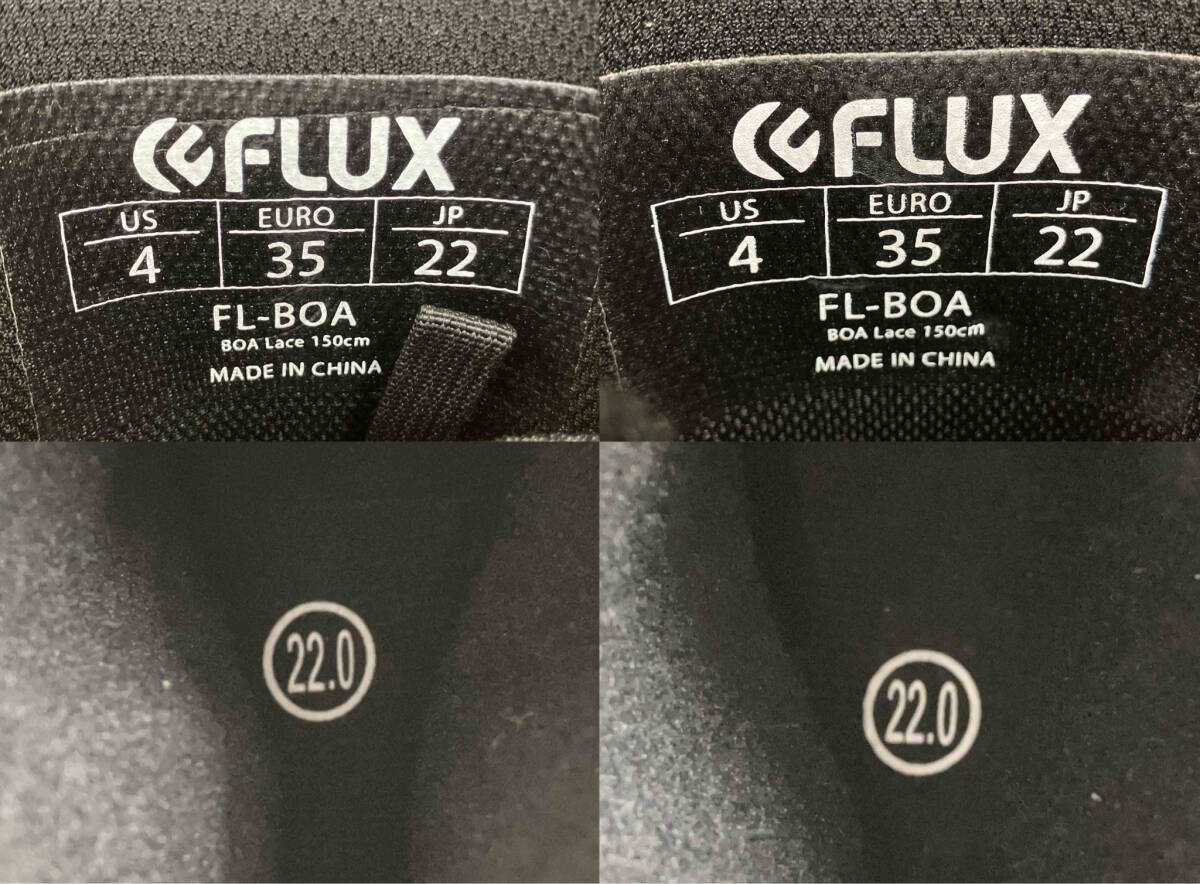 FLUX
US EURO JP
4 35 22
FL-BOA
BOA Lace 150cm
MADE IN CHINA
FLUX
US EURO JP
4 35 22
FL-BOA
BOA Lace 150cm
MADE IN CHINA
22.0
22.0